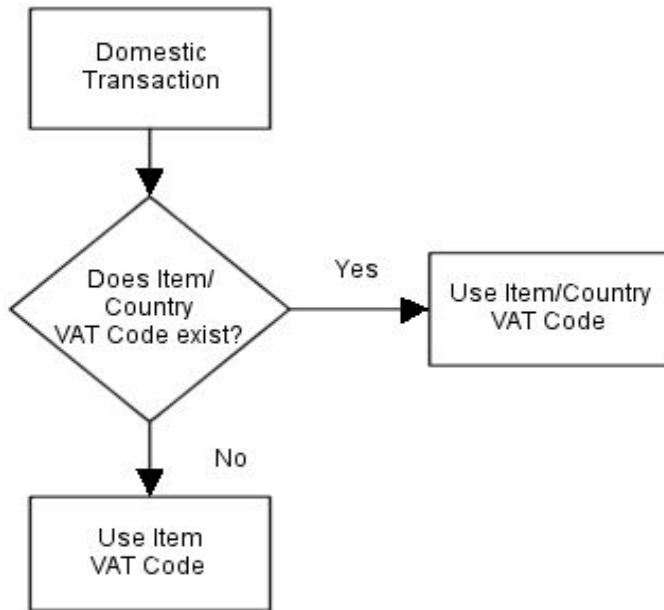 Domestic
Transaction
Does Item/
Country
VAT Code exist?
Yes
Use Item/Country
VAT Code
No
Use Item
VAT Code